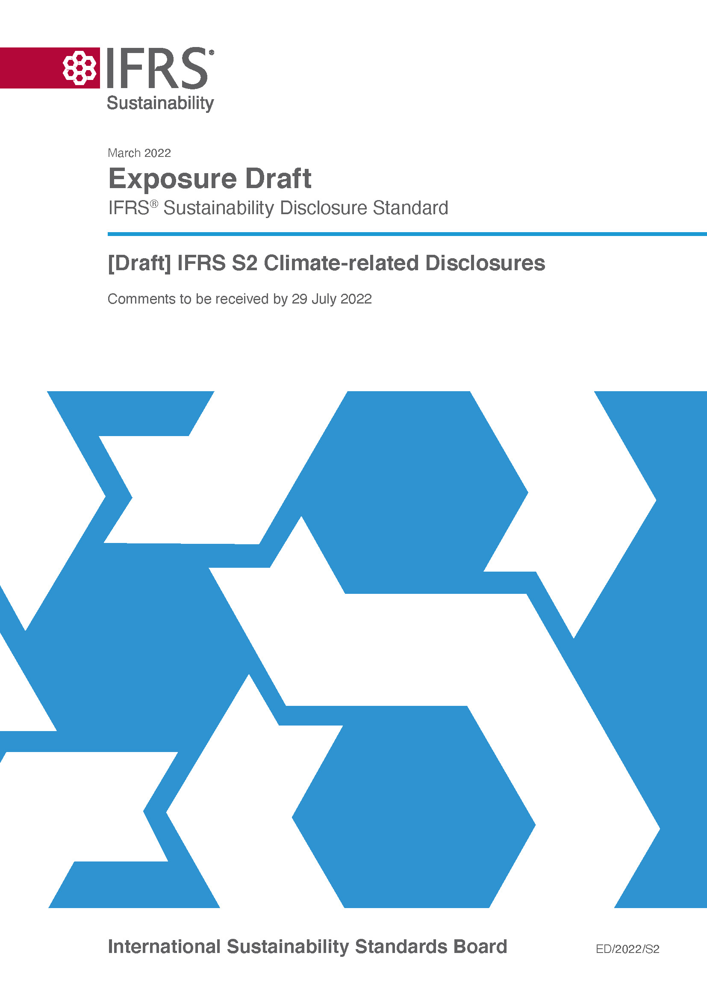 IFRS®
Sustainability
March 2022
Exposure Draft
IFRS® Sustainability Disclosure Standard
[Draft] IFRS S2 Climate-related Disclosures
Comments to be received by 29 July 2022
International Sustainability Standards Board
ED/2022/S2